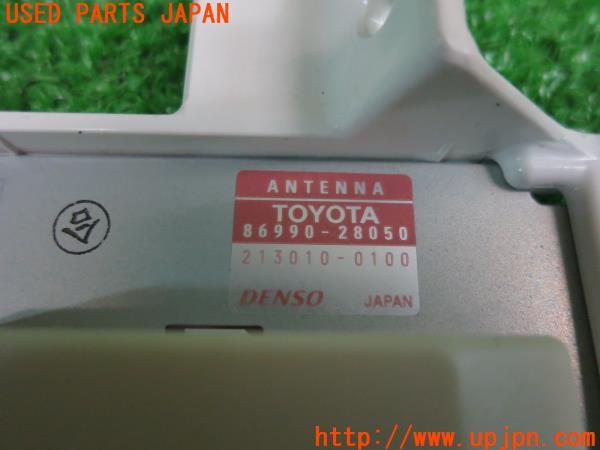 USED PARTS JAPAN
ANTENNA
TOYOTA
86990-28050
213010-0100
DENSO JAPAN
http://www.upjpn.com